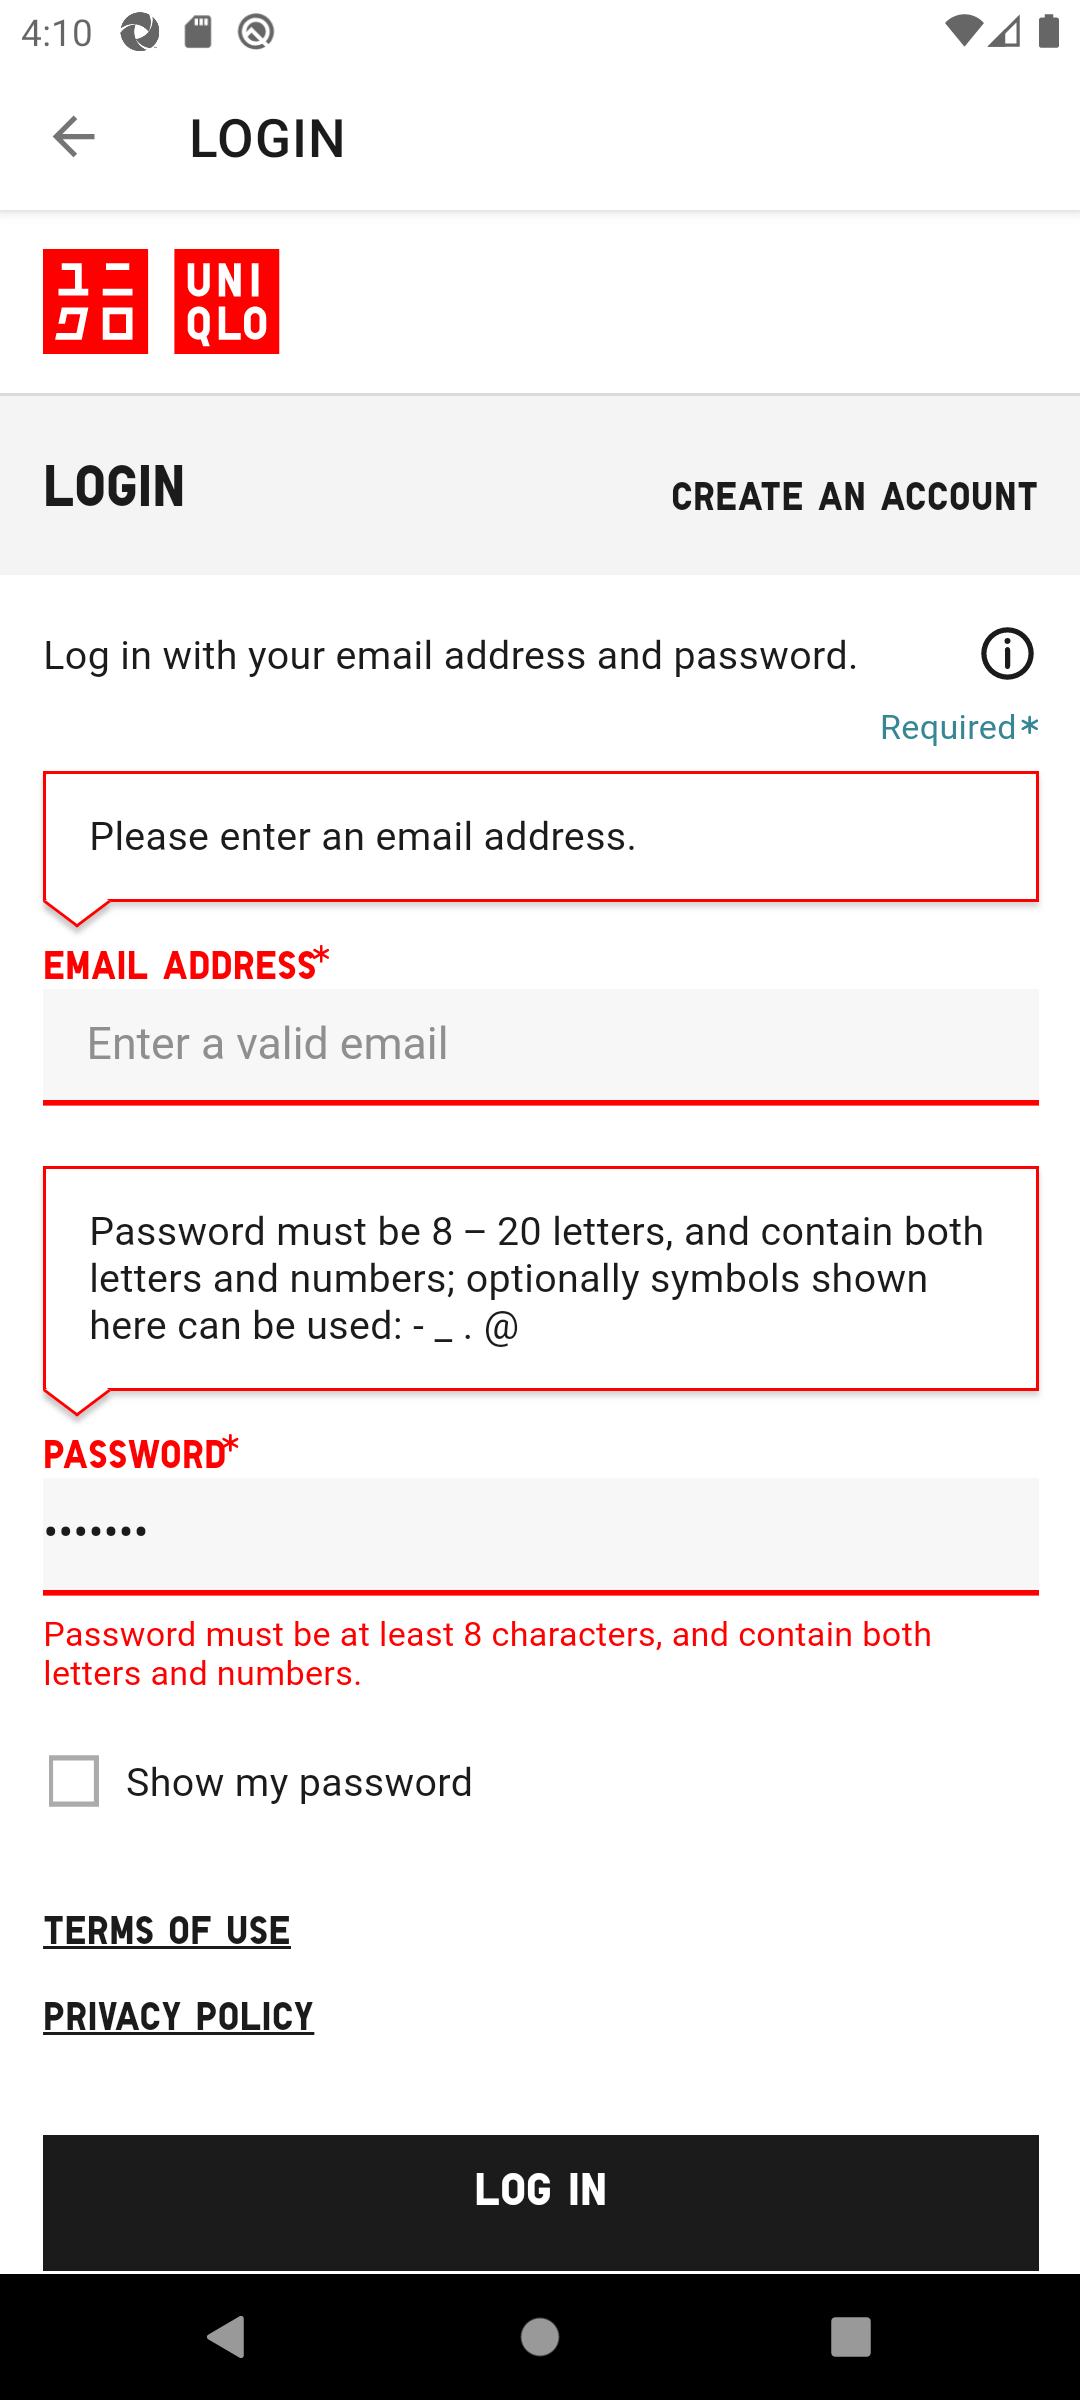 4:10
LOGIN
ユニ UNI
クロ QLO
LOGIN
CREATE AN ACCOUNT
Log in with your email address and password.
Required*
Please enter an email address.
EMAIL ADDRESS*
Enter a valid email
Password must be 8 – 20 letters, and contain both
letters and numbers; optionally symbols shown
here can be used: - _ . @
PASSWORD*
•••••••
Password must be at least 8 characters, and contain both
letters and numbers.
Show my password
TERMS OF USE
PRIVACY POLICY
LOG IN